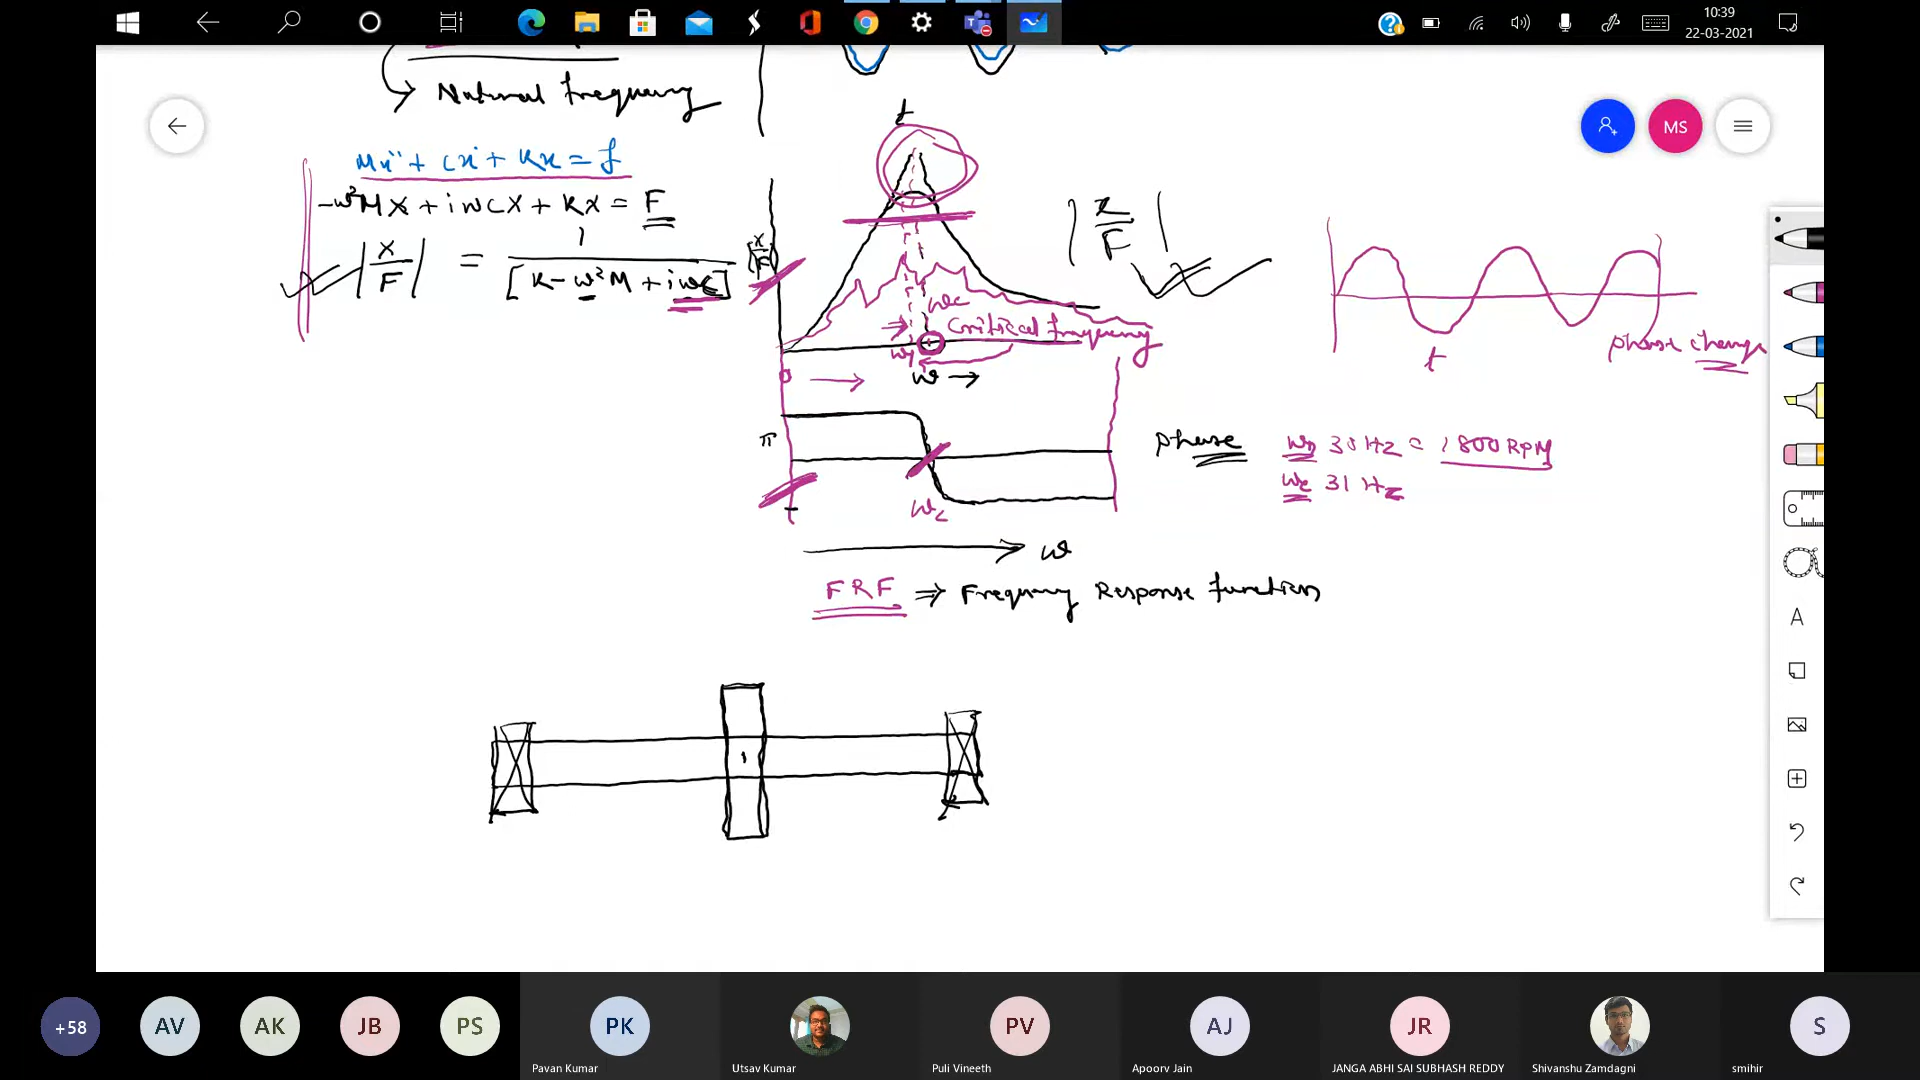 10:39
22-03-2021
Natural frequency
t
MS
Mẍ + cẋ + Kx = f
-ω²MX + iωCX + KX = F
|X/F| = 1/[K-ω²M + iωC]
|X/F|
|X/F|
ωc
Critical frequency
ωn
ω →
t
phase change
0
π
Phase
ωn 30 Hz = 1800 RPM
ωc 31 Hz
ωc
ω
FRF ⇒ Frequency Response function
A
+58
AV
AK
JB
PS
PK
PV
AJ
JR
S
Pavan Kumar
Utsav Kumar
Puli Vineeth
Apoorv Jain
JANGA ABHI SAI SUBHASH REDDY
Shivanshu Zamdagni
smihir